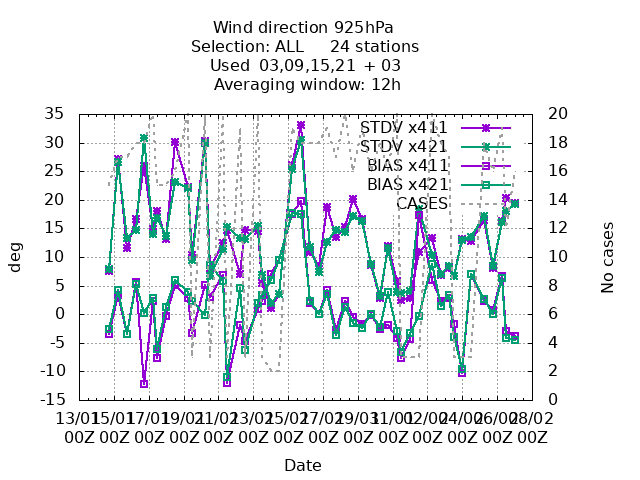 Wind direction 925hPa
Selection: ALL 24 stations
Used 03,09,15,21 + 03
Averaging window: 12h
STDV x411
STDV x421
BIAS x411
BIAS x421
CASES
35
30
25
20
15
10
5
0
-5
-10
-15
deg
20
18
16
14
12
10
8
6
4
2
0
No cases
13/01 15/01 17/01 19/01 21/01 23/01 25/01 27/01 29/01 31/01 02/02 04/02 06/02 08/02
00Z 00Z 00Z 00Z 00Z 00Z 00Z 00Z 00Z 00Z 00Z 00Z 00Z 00Z
Date